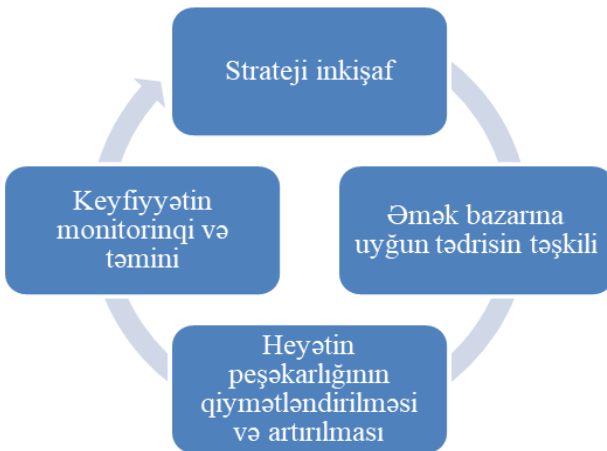 Strateji inkişaf
Əmək bazarına
uyğun tədrisin təşkili
Heyətin
peşəkarlığının
qiymətləndirilməsi
və artırılması
Keyfiyyətin
monitorinqi və
təmini